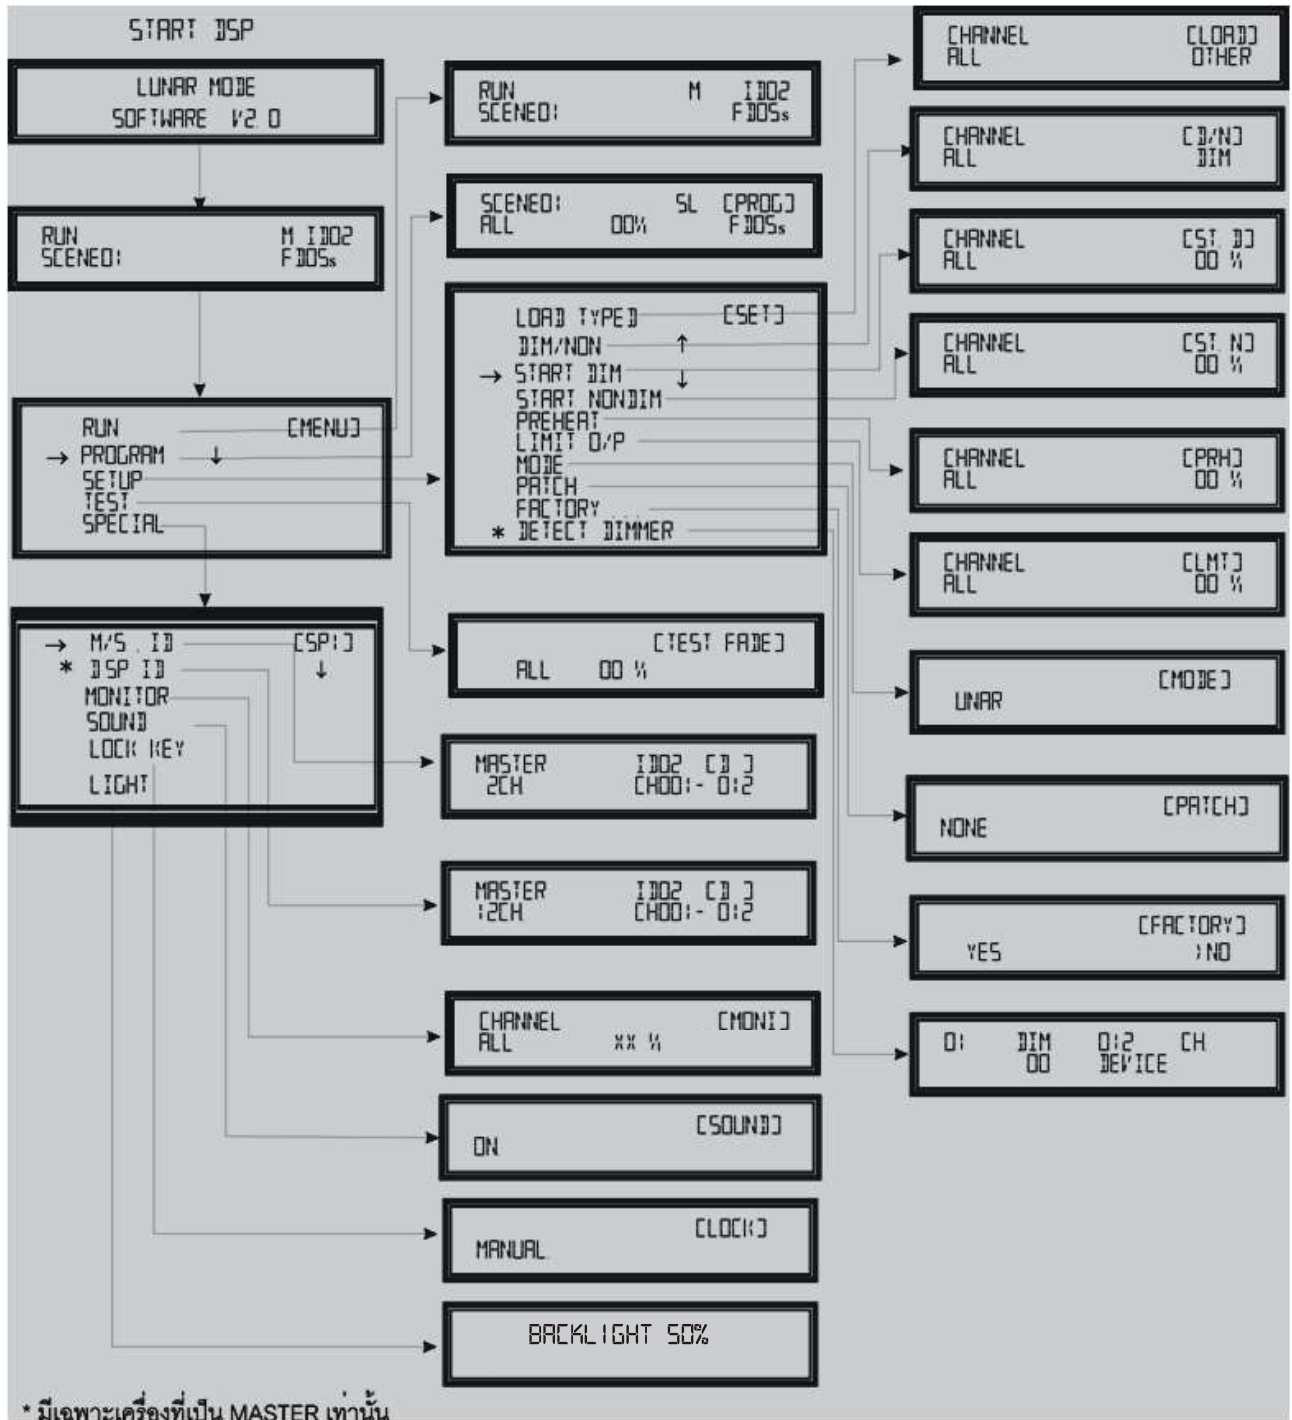 START DSP
LUNAR MODE
SOFTWARE V2.0
RUN M ID02
SCENE01 FD05s
RUN [MENU]
→ PROGRAM ↓
SETUP
TEST
SPECIAL
→ M/S . ID [SP1]
* DSP ID ↓
MONITOR
SOUND
LOCK KEY
LIGHT
RUN M ID02
SCENE01 FD05s
SCENE01 SL [PROG]
ALL 00% FD05s
LOAD TYPED [SET]
DIM/NON ↑
→ START DIM ↓
START NONDIM
PREHEAT
LIMIT O/P
MODE
PATCH
FACTORY ...
* DETECT DIMMER
[TEST FADE]
ALL 00 %
MASTER ID02 [D ]
2CH CH001- 012
MASTER ID02 [D ]
12CH CH001- 012
CHANNEL [MONI]
ALL XX %
[SOUND]
ON
[LOCK]
MANUAL
BACKLIGHT 50%
CHANNEL [LOAD]
ALL OTHER
CHANNEL [D/N]
ALL DIM
CHANNEL [ST. D]
ALL 00 %
CHANNEL [ST. N]
ALL 00 %
CHANNEL [PRH]
ALL 00 %
CHANNEL [LMT]
ALL 00 %
[MODE]
UNAR
[PATCH]
NONE
[FACTORY]
YES >NO
01 DIM 012 CH
00 DEVICE
* มีเฉพาะเครื่องที่เป็น MASTER เท่านั้น